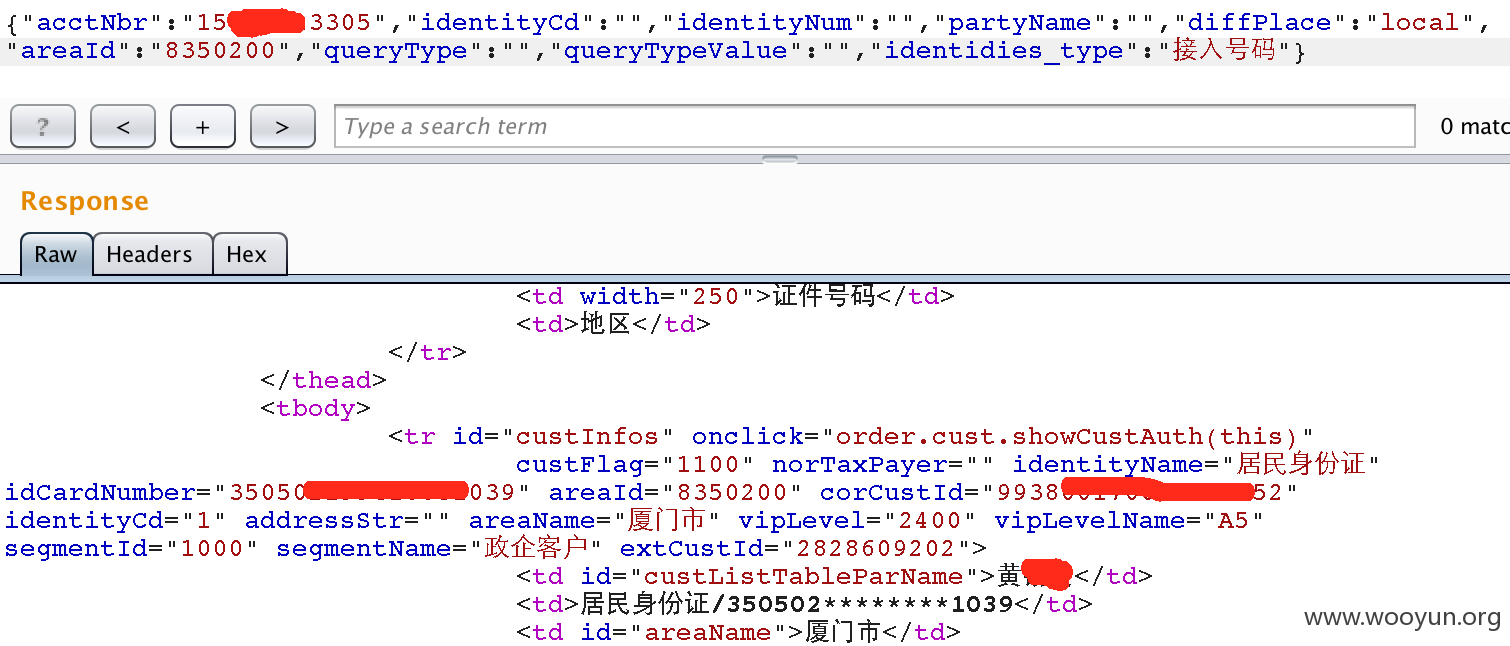 {"acctNbr":"15 3305","identityCd":"","identityNum":"","partyName":"","diffPlace":"local",
"areaId":"8350200","queryType":"","queryTypeValue":"","identidies_type":"接入号码"}
? < + > Type a search term 0 matc
Response
Raw Headers Hex
<td width="250">证件号码</td>
<td>地区</td>
</tr>
</thead>
<tbody>
<tr id="custInfos" onclick="order.cust.showCustAuth(this)"
custFlag="1100" norTaxPayer="" identityName="居民身份证"
idCardNumber="35050 039" areaId="8350200" corCustId="9938 52"
identityCd="1" addressStr="" areaName="厦门市" vipLevel="2400" vipLevelName="A5"
segmentId="1000" segmentName="政企客户" extCustId="2828609202">
<td id="custListTableParName">黄 </td>
<td>居民身份证/350502********1039</td>
<td id="areaName">厦门市</td>
www.wooyun.org